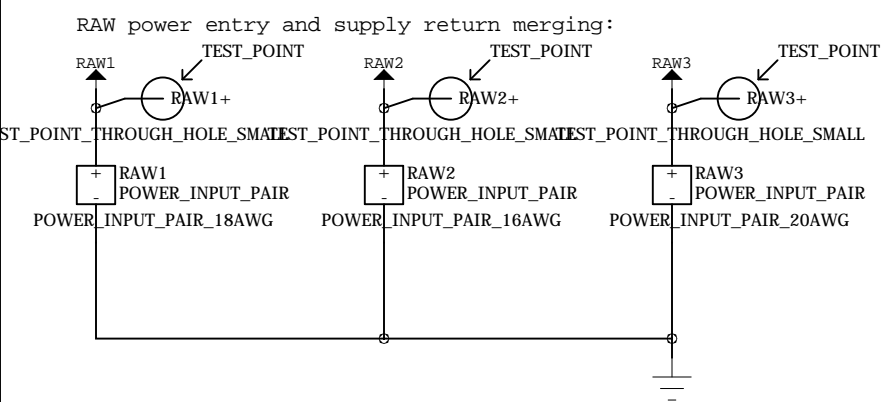 RAW power entry and supply return merging:
TEST_POINT TEST_POINT TEST_POINT
RAW1 RAW2 RAW3
RAW1+ RAW2+ RAW3+
ST_POINT_THROUGH_HOLE_SMALL TEST_POINT_THROUGH_HOLE_SMALL TEST_POINT_THROUGH_HOLE_SMALL
+ RAW1 + RAW2 + RAW3
- POWER_INPUT_PAIR - POWER_INPUT_PAIR - POWER_INPUT_PAIR
POWER_INPUT_PAIR_18AWG POWER_INPUT_PAIR_16AWG POWER_INPUT_PAIR_20AWG